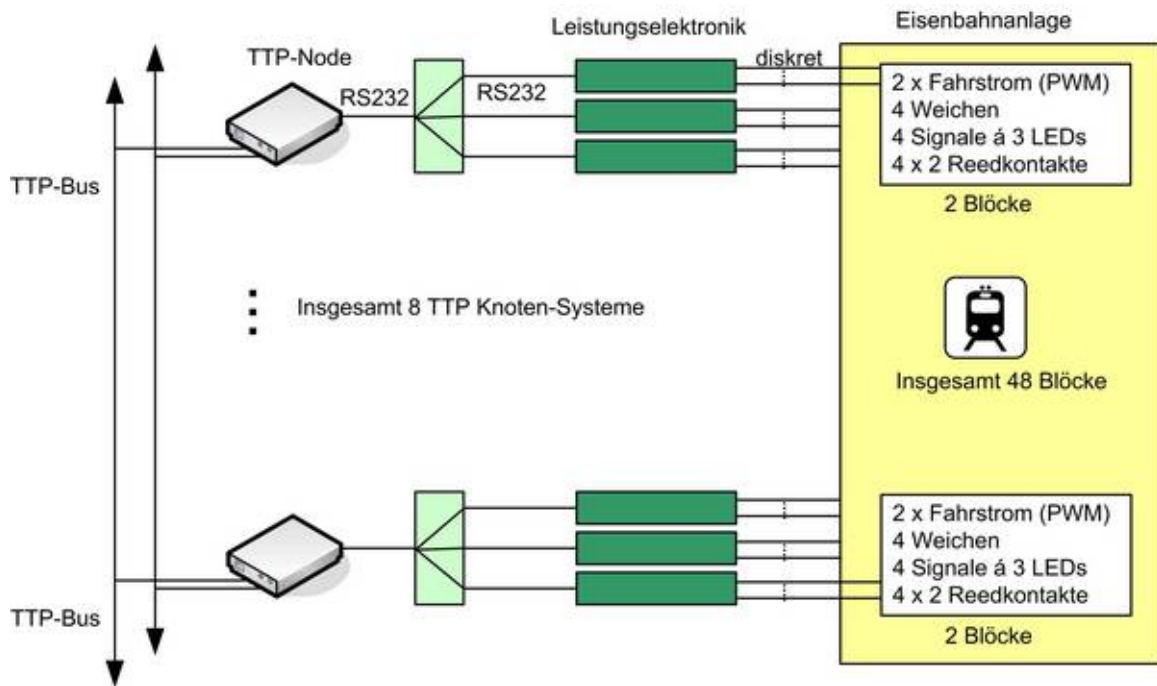 Leistungselektronik
Eisenbahnanlage
TTP-Node
diskret
RS232
RS232
2 x Fahrstrom (PWM)
4 Weichen
4 Signale á 3 LEDs
4 x 2 Reedkontakte
TTP-Bus
2 Blöcke
Insgesamt 8 TTP Knoten-Systeme
Insgesamt 48 Blöcke
2 x Fahrstrom (PWM)
4 Weichen
4 Signale á 3 LEDs
4 x 2 Reedkontakte
TTP-Bus
2 Blöcke